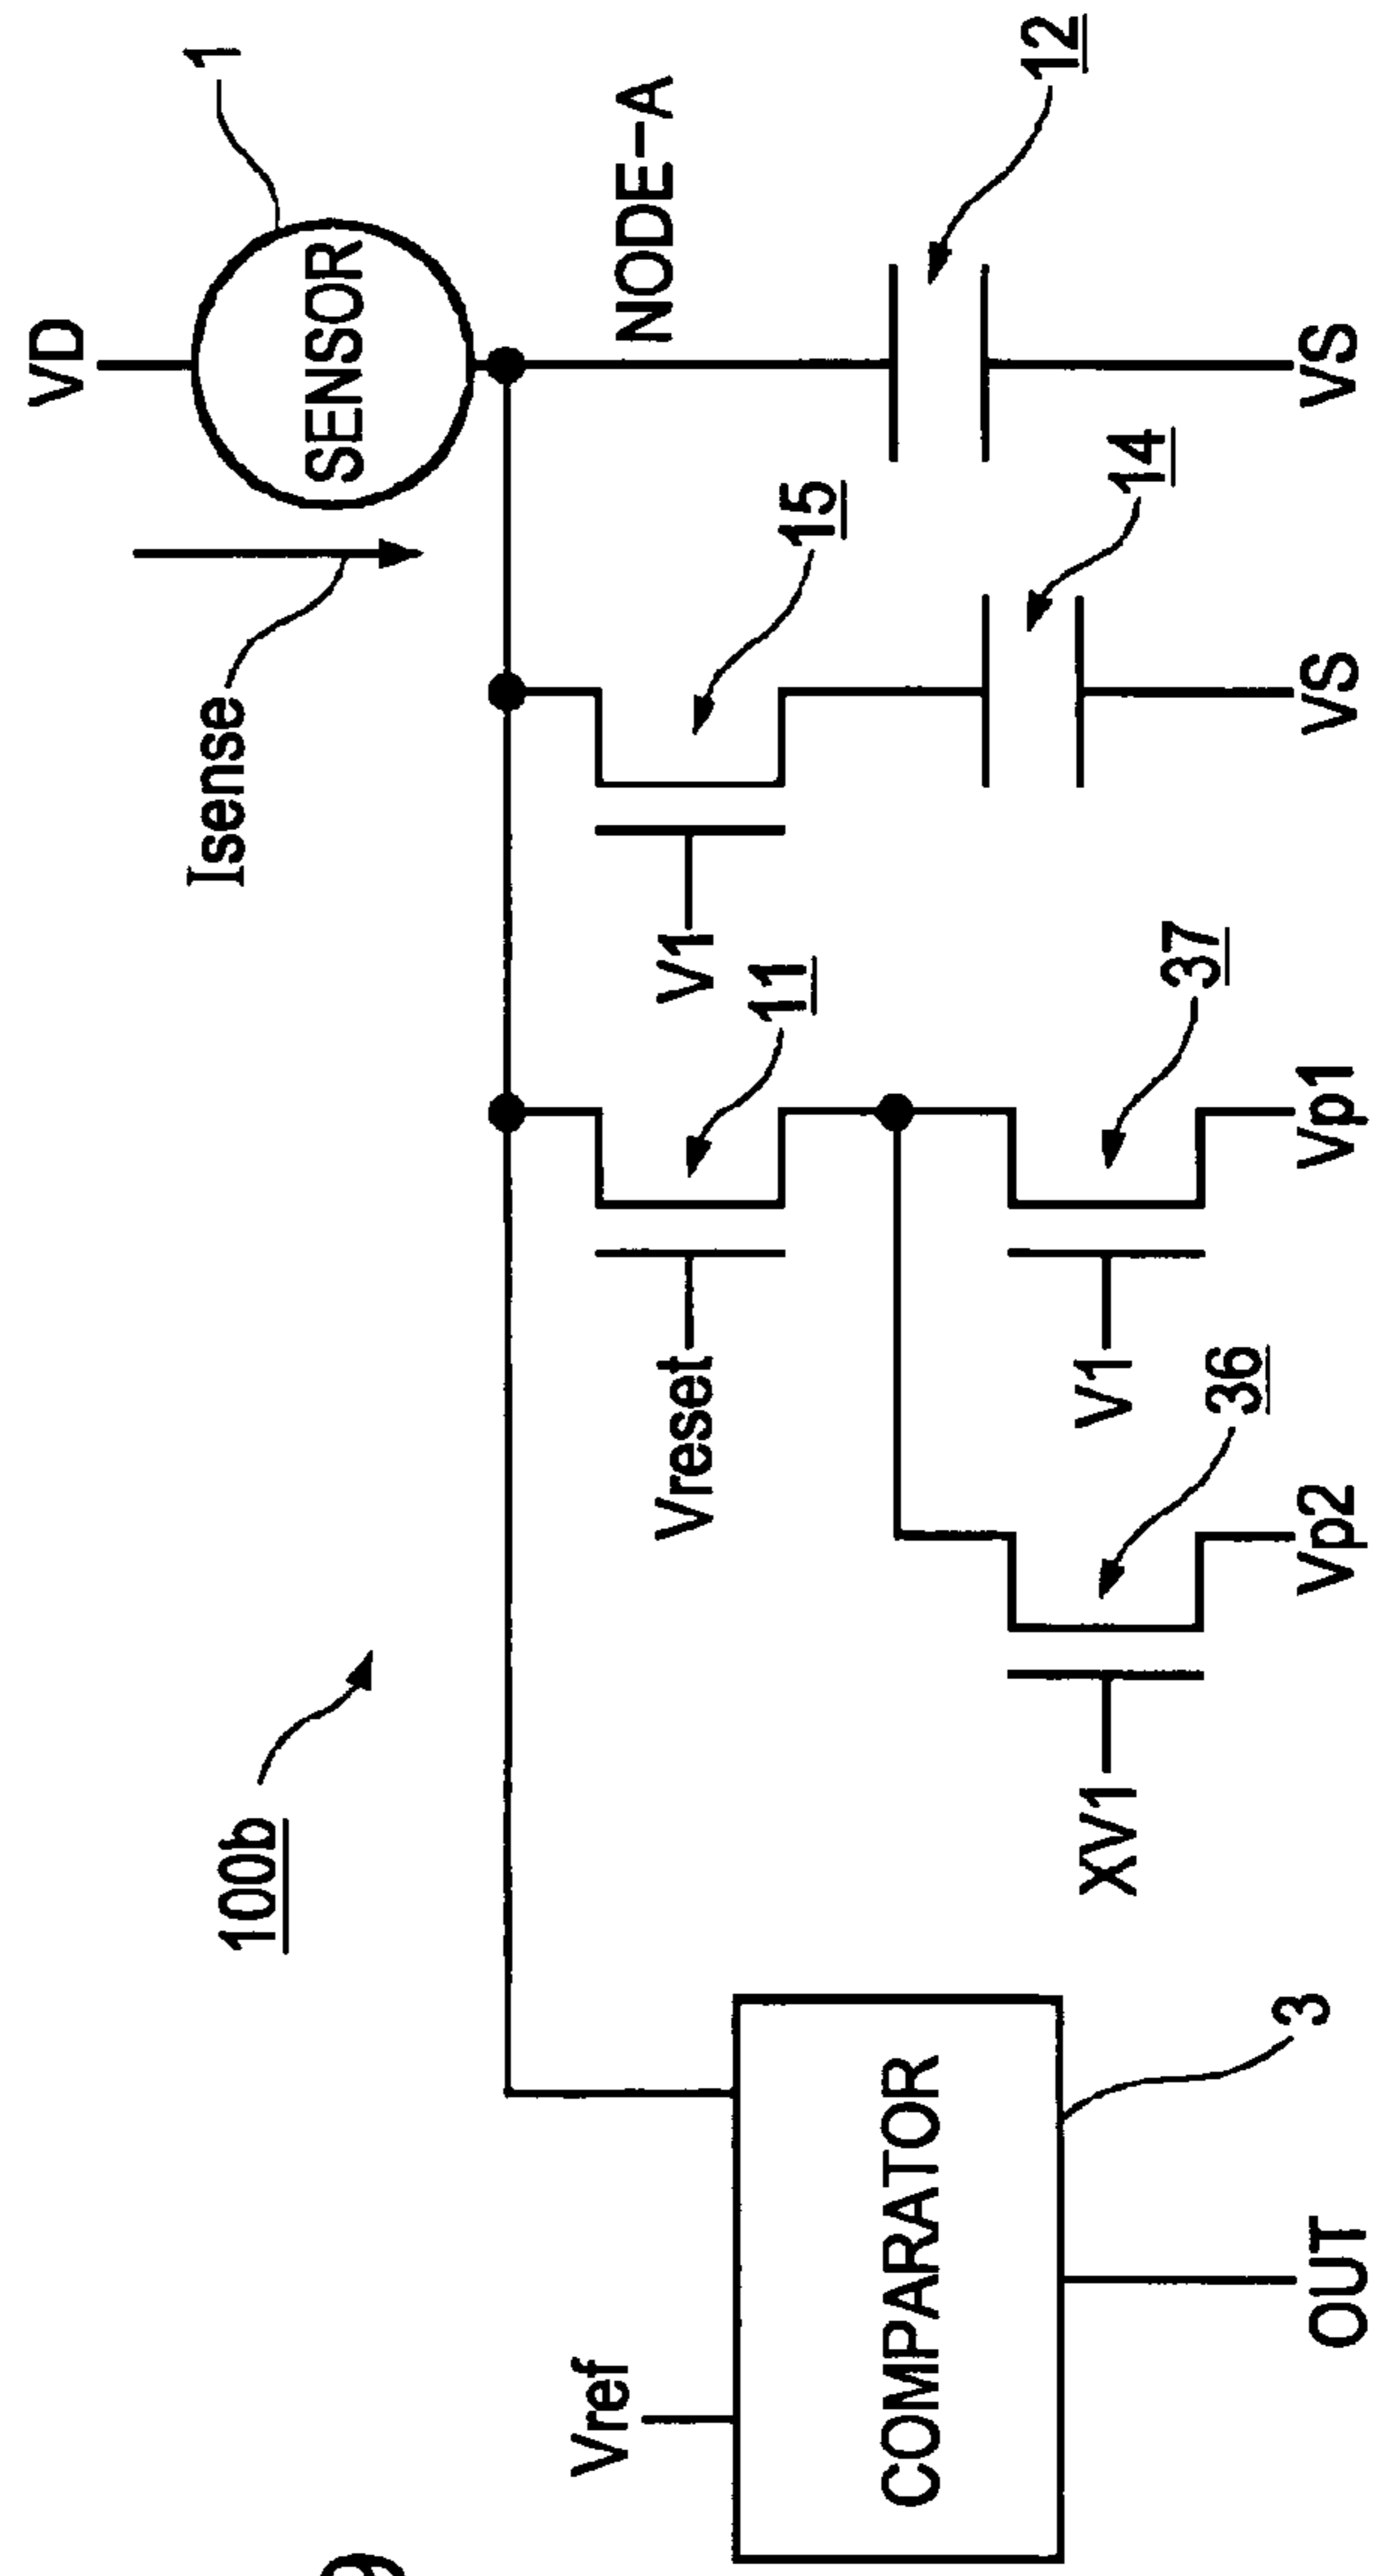 VD
100b
Isense
1
SENSOR
Vref
NODE-A
Vreset
V1
11
15
COMPARATOR
12
XV1
V1
14
37
36
3
OUT
Vp2
Vp1
VS
VS